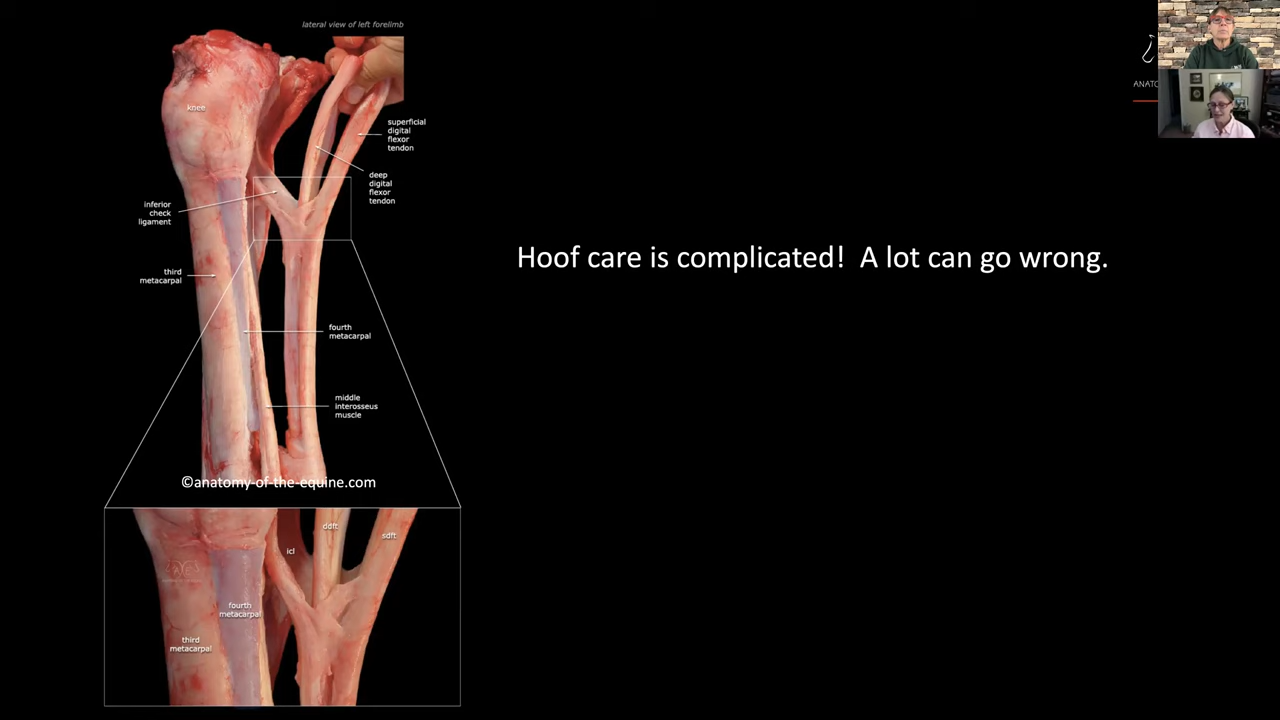 lateral view of left forelimb
knee
superficial
digital
flexor
tendon
deep
digital
flexor
tendon
inferior
check
ligament
third
metacarpal
fourth
metacarpal
middle
interosseus
muscle
©anatomy-of-the-equine.com
ddft
sdft
icl
fourth
metacarpal
third
metacarpal
Hoof care is complicated!  A lot can go wrong.
ANATO